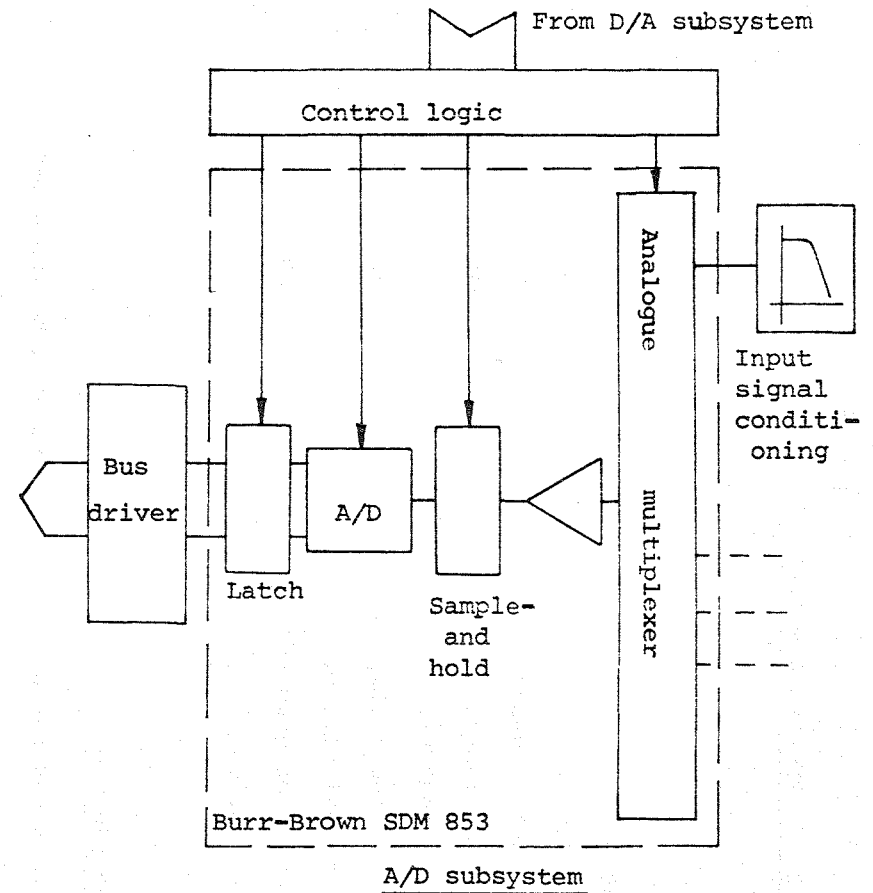 From D/A subsystem
Control logic
Analogue multiplexer
Input
signal
conditi-
oning
Bus
driver
A/D
Latch
Sample-
and
hold
Burr-Brown SDM 853
A/D subsystem